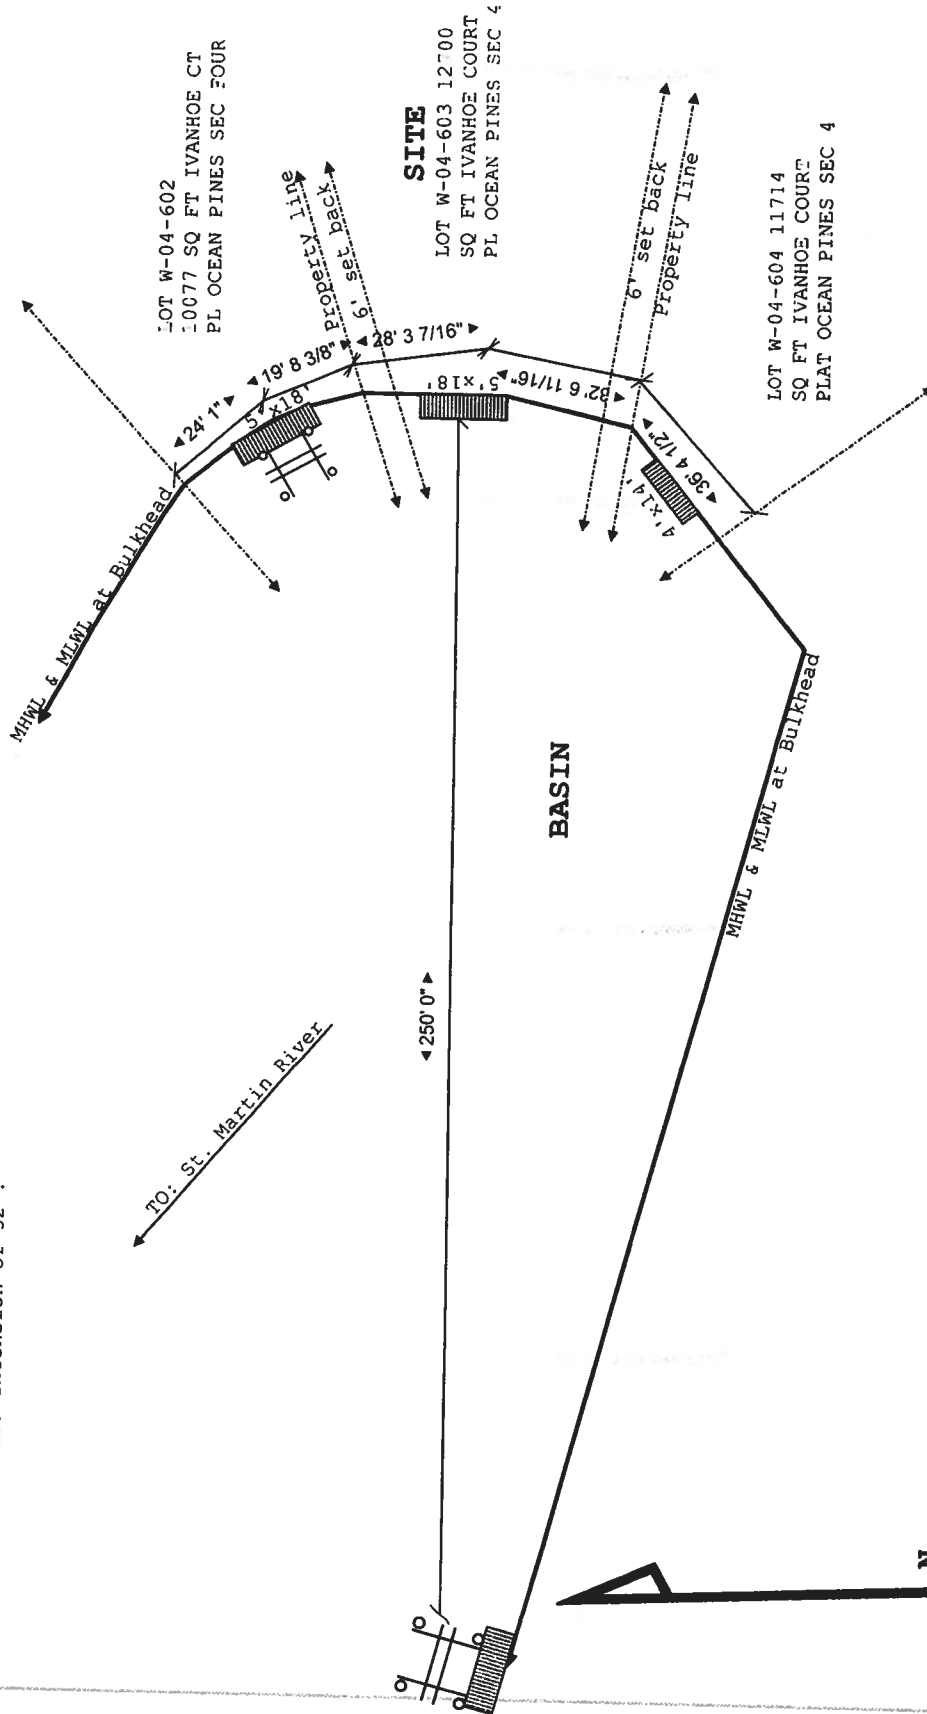 LOT W-04-602
10077 SQ FT IVANHOE CT
PL OCEAN PINES SEC FOUR
SITE
LOT W-04-603 12700
SQ FT IVANHOE COURT
PL OCEAN PINES SEC 4
LOT W-04-604 11714
SQ FT IVANHOE COURT
PLAT OCEAN PINES SEC 4
Property line
6' set back
6' set back
Property line
24' 1"
19' 8 3/8"
28' 3 7/16"
32' 6 11/16"
36' 4 1/2"
5'x18'
5'x18'
4'x14'
MHWL & MLWL at Bulkhead
BASIN
250' 0"
MHWL & MLWL at Bulkhead
TO: St. Martin River
N